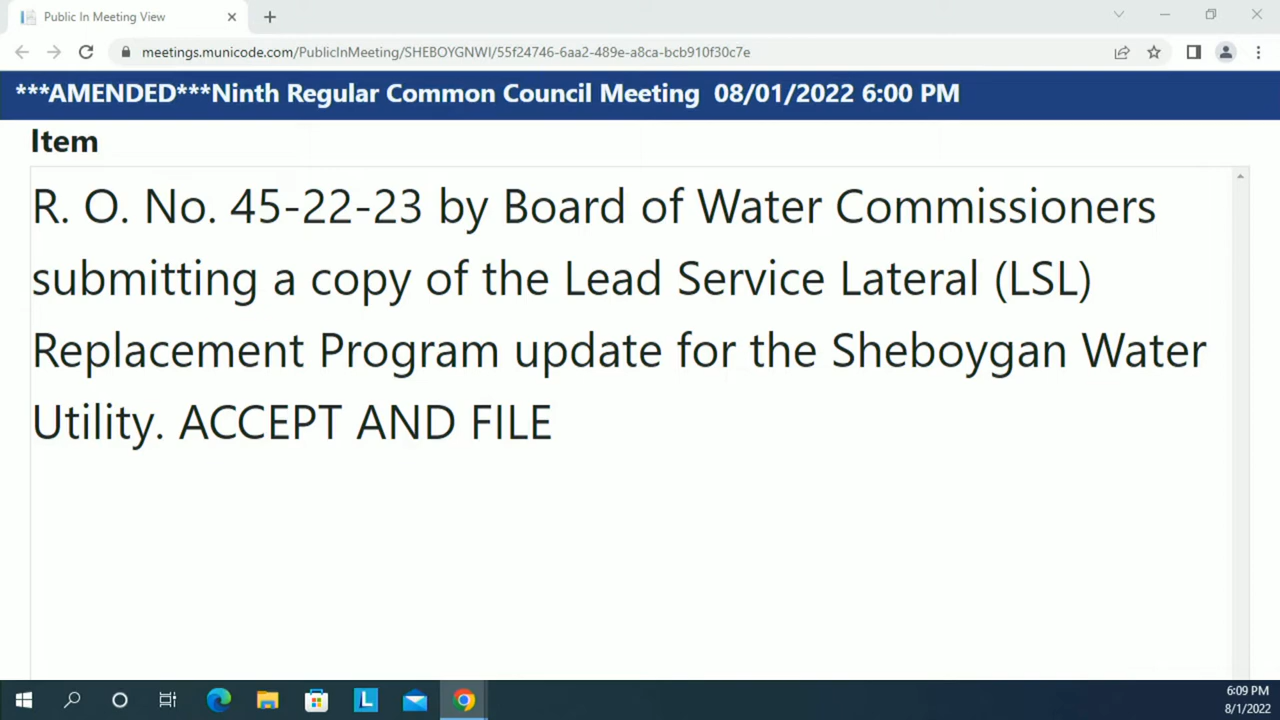 Public In Meeting View
meetings.municode.com/PublicInMeeting/SHEBOYGNWI/55f24746-6aa2-489e-a8ca-bcb910f30c7e
***AMENDED***Ninth Regular Common Council Meeting 08/01/2022 6:00 PM
Item
R. O. No. 45-22-23 by Board of Water Commissioners
submitting a copy of the Lead Service Lateral (LSL)
Replacement Program update for the Sheboygan Water
Utility. ACCEPT AND FILE
L
6:09 PM
8/1/2022